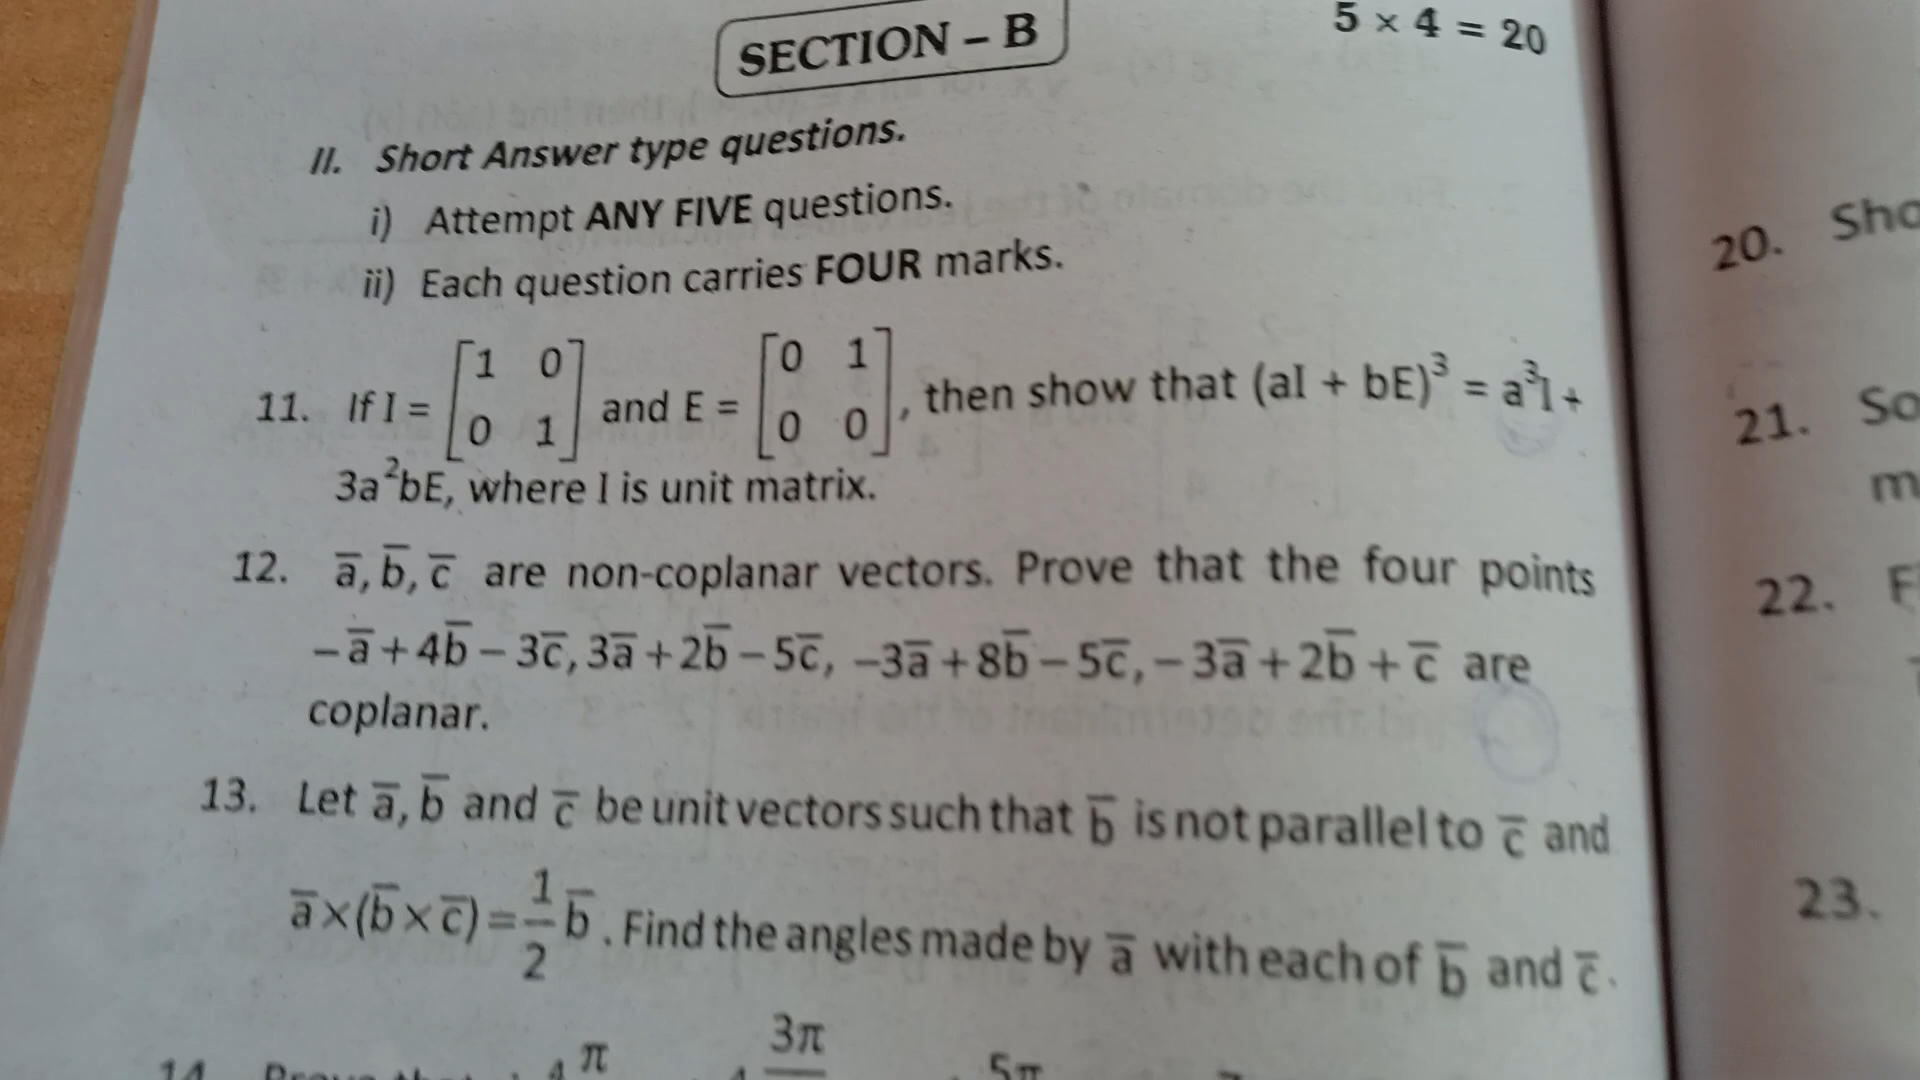 SECTION – B
5 × 4 = 20
II. Short Answer type questions.
i) Attempt ANY FIVE questions.
ii) Each question carries FOUR marks.
11. If I = [1 0; 0 1] and E = [0 1; 0 0], then show that (aI + bE)³ = a³I +
3a²bE, where I is unit matrix.
12. a̅, b̅, c̅ are non-coplanar vectors. Prove that the four points
–a̅ + 4b̅ – 3c̅, 3a̅ + 2b̅ – 5c̅, –3a̅ + 8b̅ – 5c̅, –3a̅ + 2b̅ + c̅ are
coplanar.
13. Let a̅, b̅ and c̅ be unit vectors such that b̅ is not parallel to c̅ and
a̅ × (b̅ × c̅) = 1/2 b̅. Find the angles made by a̅ with each of b̅ and c̅.
π 3π
20. Sho
21. So
m
22. F
23.